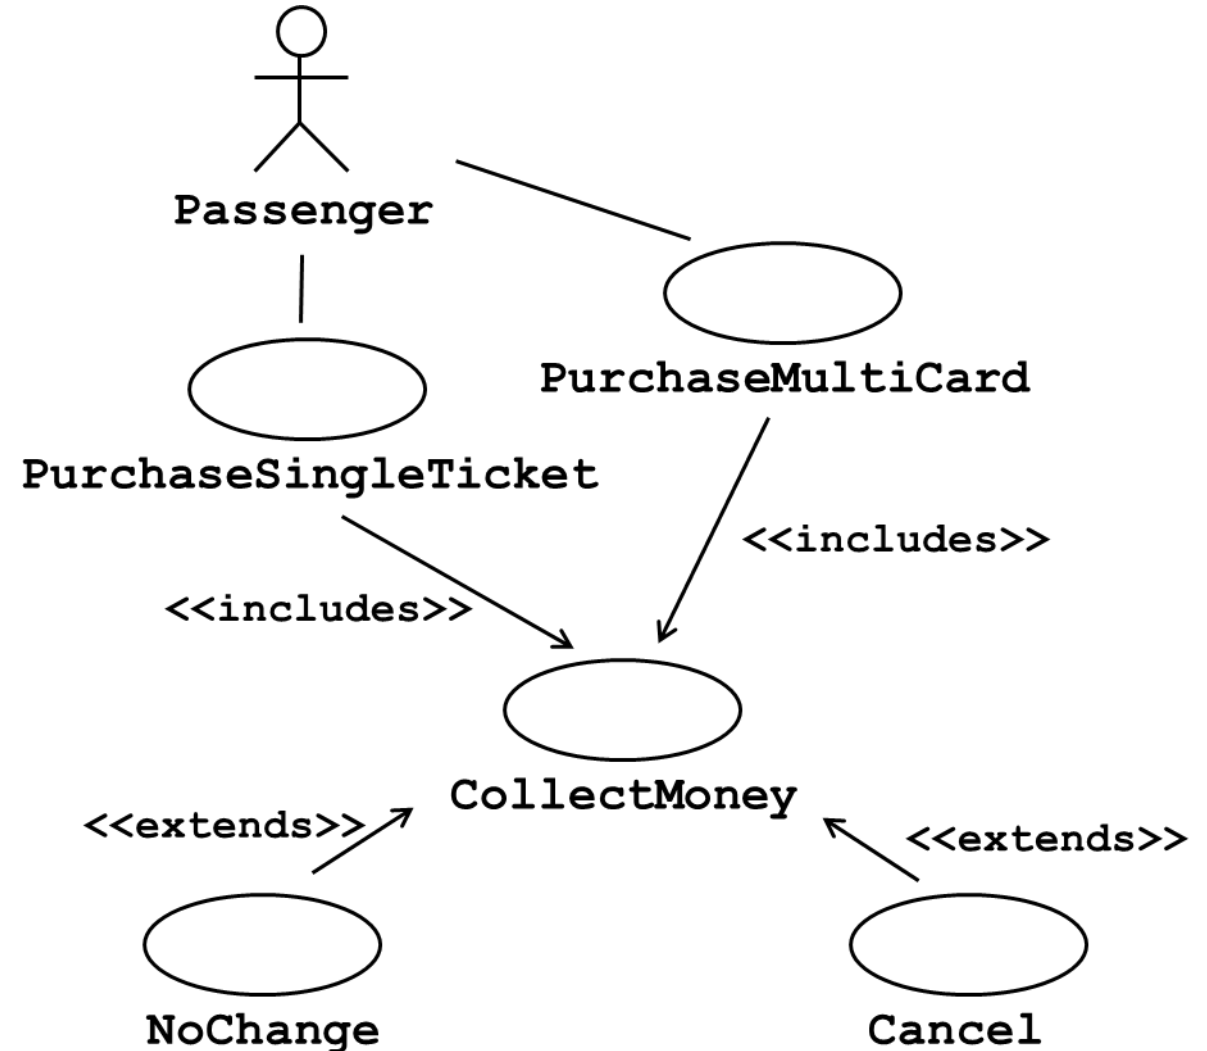 Passenger
PurchaseMultiCard
PurchaseSingleTicket
<<includes>>
<<includes>>
CollectMoney
<<extends>>
<<extends>>
NoChange
Cancel